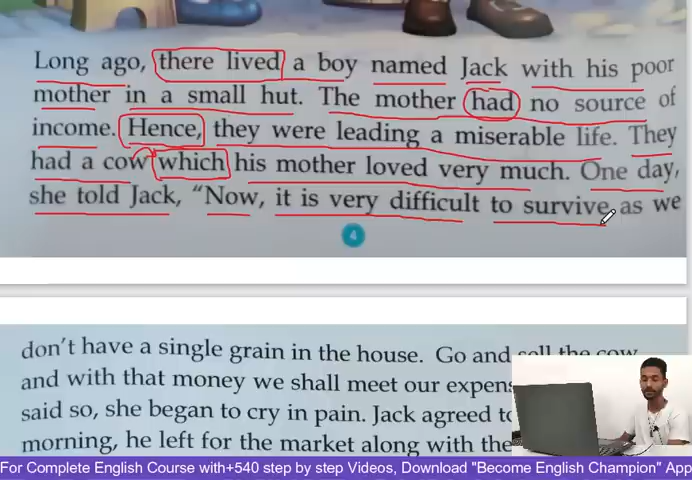 Long ago, there lived a boy named Jack with his poor
mother in a small hut. The mother had no source of
income. Hence, they were leading a miserable life. They
had a cow which his mother loved very much. One day,
she told Jack, “Now, it is very difficult to survive as we
4
don't have a single grain in the house. Go and sell the cow
and with that money we shall meet our expens
said so, she began to cry in pain. Jack agreed to
morning, he left for the market along with the
For Complete English Course with+540 step by step Videos, Download "Become English Champion" App